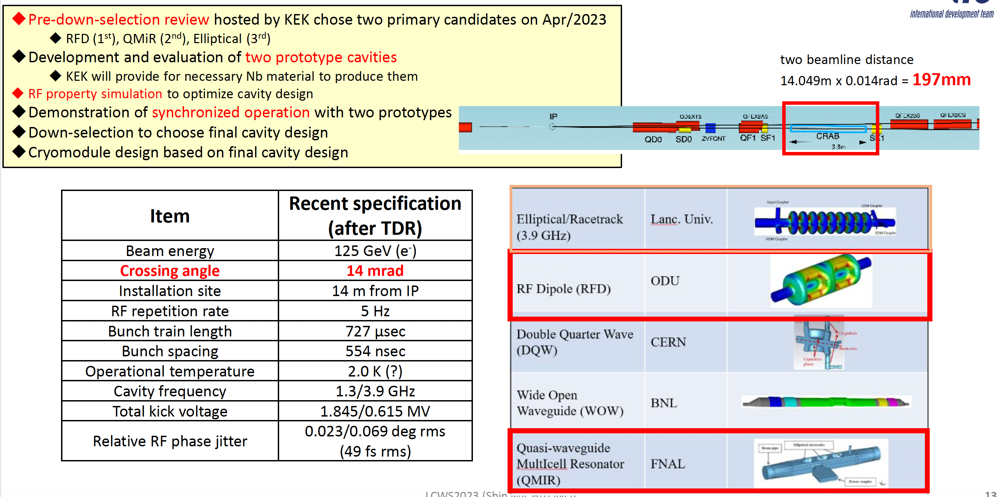 ◆Pre-down-selection review hosted by KEK chose two primary candidates on Apr/2023
◆ RFD (1st), QMiR (2nd), Elliptical (3rd)
◆Development and evaluation of two prototype cavities
◆ KEK will provide for necessary Nb material to produce them
◆ RF property simulation to optimize cavity design
◆Demonstration of synchronized operation with two prototypes
◆Down-selection to choose final cavity design
◆Cryomodule design based on final cavity design
international development team
two beamline distance
14.049m x 0.014rad = 197mm
IP
QDEX1S
QFEX2AS
QFEX2BS
QFEX2CS
QD0
SD0
ZVFONT
QF1
SF1
CRAB
3.8m
Item
Recent specification
(after TDR)
Beam energy
125 GeV (e-)
Crossing angle
14 mrad
Installation site
14 m from IP
RF repetition rate
5 Hz
Bunch train length
727 μsec
Bunch spacing
554 nsec
Operational temperature
2.0 K (?)
Cavity frequency
1.3/3.9 GHz
Total kick voltage
1.845/0.615 MV
Relative RF phase jitter
0.023/0.069 deg rms
(49 fs rms)
Elliptical/Racetrack
(3.9 GHz)
Lanc. Univ.
Input Coupler
LOM Coupler
SOM Coupler
HOM Coupler
RF Dipole (RFD)
ODU
Double Quarter Wave
(DQW)
CERN
Cu gaskets
Beam axis
Capacitive
plates
Wide Open
Waveguide (WOW)
BNL
Quasi-waveguide
MultIcell Resonator
(QMIR)
FNAL
Beam pipe
Elliptical electrodes
Power coupler
LCWS2023 (Shin
13